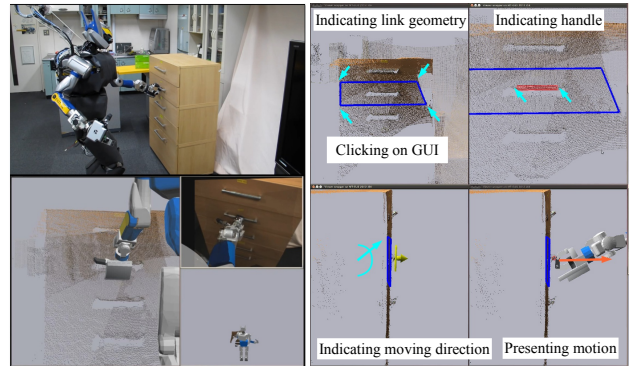 Indicating link geometry
Indicating handle
Clicking on GUI
Indicating moving direction
Presenting motion